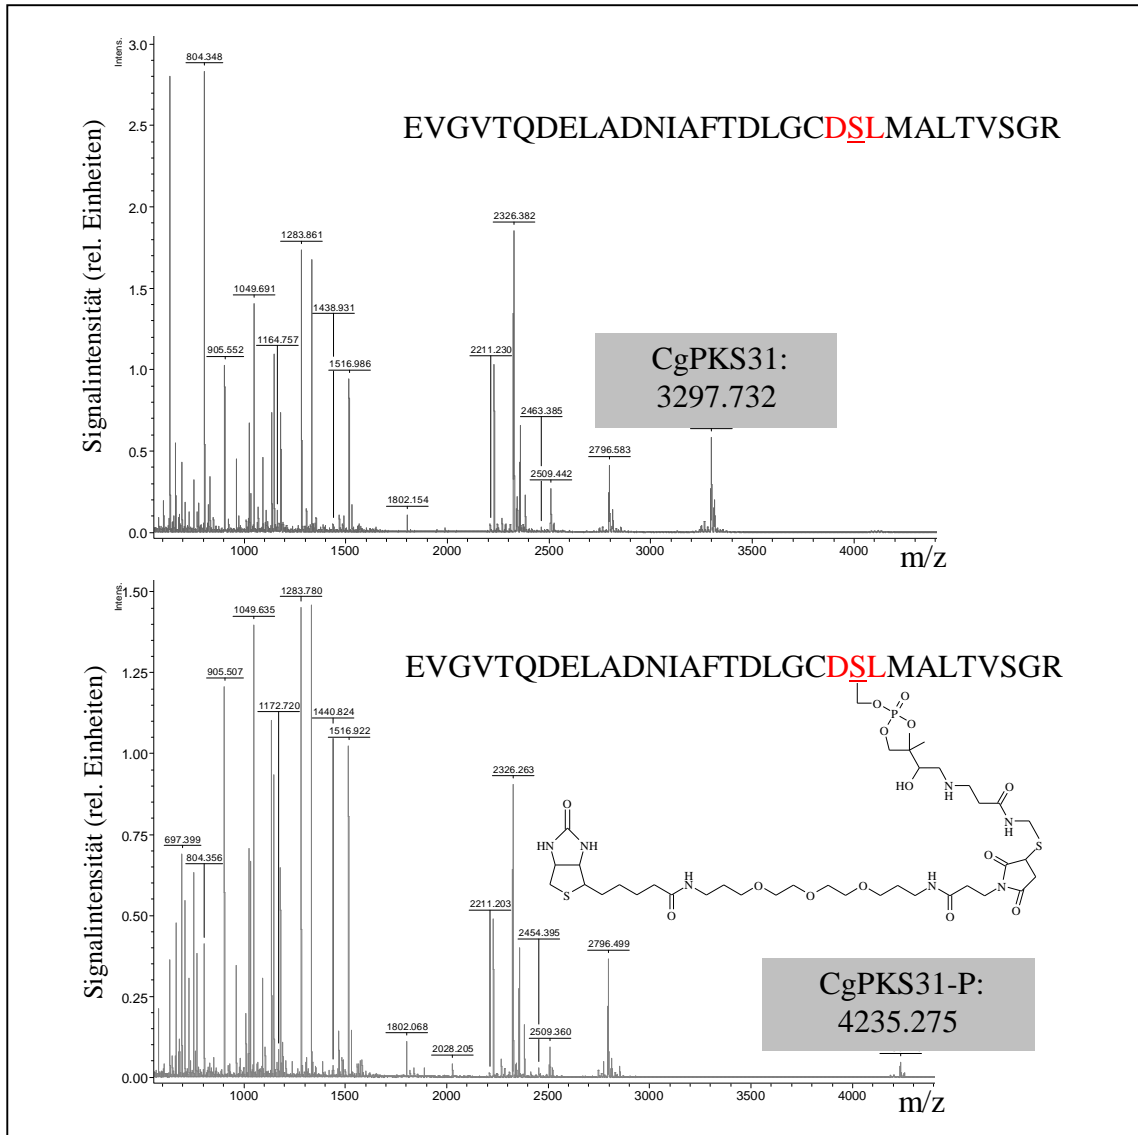 Intens.
Signalintensität (rel. Einheiten)
3.0
2.5
2.0
1.5
1.0
0.5
0.0
804.348
905.552
1049.691
1164.757
1283.861
1438.931
1516.986
1802.154
2211.230
2326.382
2463.385
2509.442
2796.583
EVGVTQDELADNIAFTDLGCDSLMALTVSGR
CgPKS31:
3297.732
1000
1500
2000
2500
3000
3500
4000
m/z
Intens.
Signalintensität (rel. Einheiten)
1.50
1.25
1.00
0.75
0.50
0.25
0.00
697.399
804.356
905.507
1049.635
1172.720
1283.780
1440.824
1516.922
1802.068
2028.205
2211.203
2326.263
2454.395
2509.360
2796.499
EVGVTQDELADNIAFTDLGCDSLMALTVSGR
O
O
P
O
O
HO
N
H
O
N
H
S
O
N
O
O
HN
NH
S
O
H
N
O
O
O
H
N
O
CgPKS31-P:
4235.275
1000
1500
2000
2500
3000
3500
4000
m/z